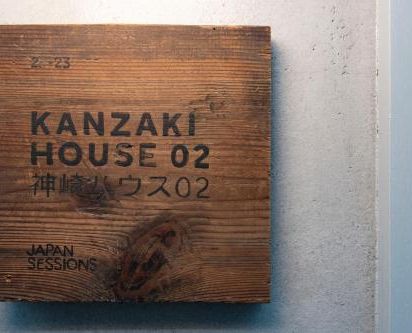 2.-23
KANZAKI
HOUSE 02
神崎ハウス02
JAPAN
SESSIONS